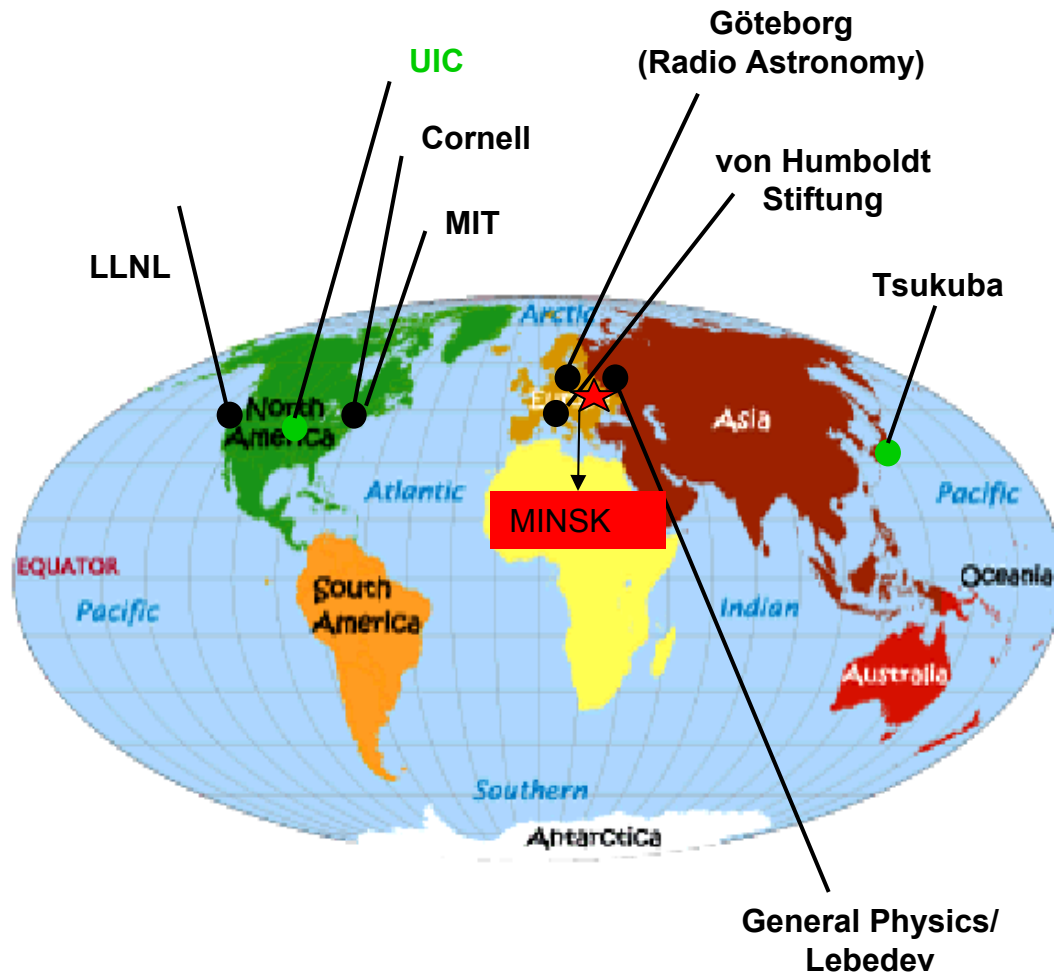 Göteborg
(Radio Astronomy)
UIC
Cornell
von Humboldt
Stiftung
MIT
LLNL
Tsukuba
Arctic
North
America
Asia
Atlantic
Pacific
MINSK
EQUATOR
Oceania
Pacific
South
America
Indian
Australia
Southern
Antarctica
General Physics/
Lebedev